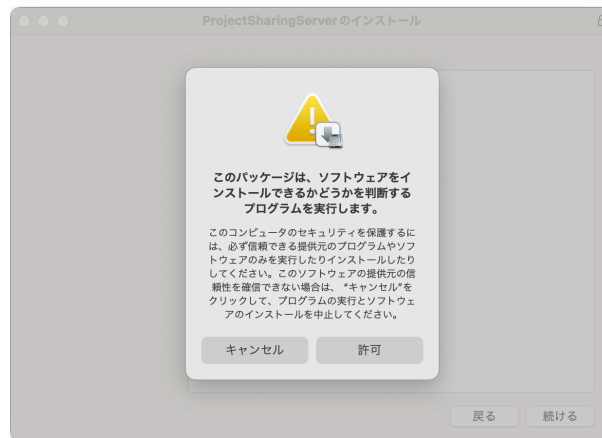 ProjectSharingServerのインストール
このパッケージは、ソフトウェアをイ
ンストールできるかどうかを判断する
プログラムを実行します。
このコンピュータのセキュリティを保護するに
は、必ず信頼できる提供元のプログラムやソフ
トウェアのみを実行したりインストールしたり
してください。このソフトウェアの提供元の信
頼性を確信できない場合は、“キャンセル”を
クリックして、プログラムの実行とソフトウェ
アのインストールを中止してください。
キャンセル 許可
戻る 続ける